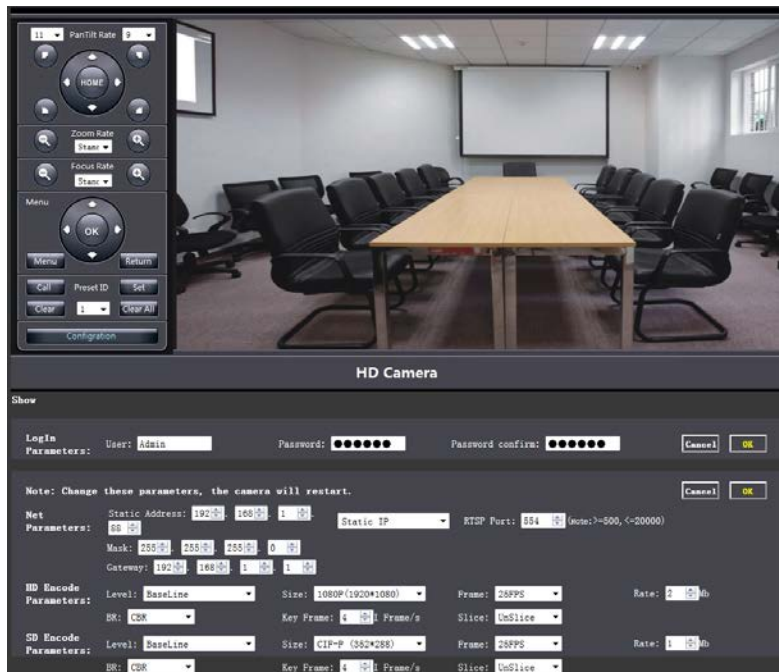 11 PanTilt Rate 9
HOME
Zoom Rate
Stanc
Focus Rate
Stanc
Menu
OK
Menu Return
Call Preset ID Set
Clear 1 Clear All
Configration
HD Camera
Show
LogIn Parameters: User: Admin Password: ●●●●●● Password confirm: ●●●●●● Cancel OK
Note: Change these parameters, the camera will restart. Cancel OK
Net Parameters: Static Address: 192 . 168 . 1 . 88 Static IP RTSP Port: 554 (Note:>=500,<=20000)
Mask: 255 . 255 . 255 . 0
Gateway: 192 . 168 . 1 . 1
HD Encode Parameters: Level: BaseLine Size: 1080P(1920*1080) Frame: 25FPS Rate: 2 Mb
BR: CBR Key Frame: 4 I Frame/s Slice: UnSlice
SD Encode Parameters: Level: BaseLine Size: CIF-P (352*288) Frame: 25FPS Rate: 1 Mb
BR: CBR Key Frame: 4 I Frame/s Slice: UnSlice